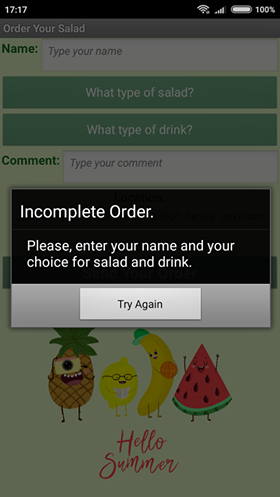 17:17
100%
Order Your Salad
Name:
Type your name
What type of salad?
What type of drink?
Comment:
Type your comment
Incomplete Order.
Please, enter your name and your
choice for salad and drink.
Try Again
Hello
Summer